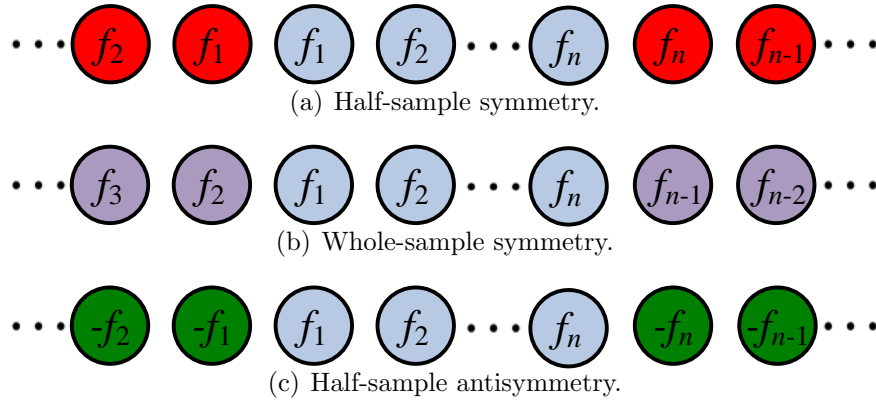 ··· f₂ f₁ f₁ f₂ ··· fₙ fₙ fₙ₋₁ ···
(a) Half-sample symmetry.
··· f₃ f₂ f₁ f₂ ··· fₙ fₙ₋₁ fₙ₋₂ ···
(b) Whole-sample symmetry.
··· -f₂ -f₁ f₁ f₂ ··· fₙ -fₙ -fₙ₋₁ ···
(c) Half-sample antisymmetry.